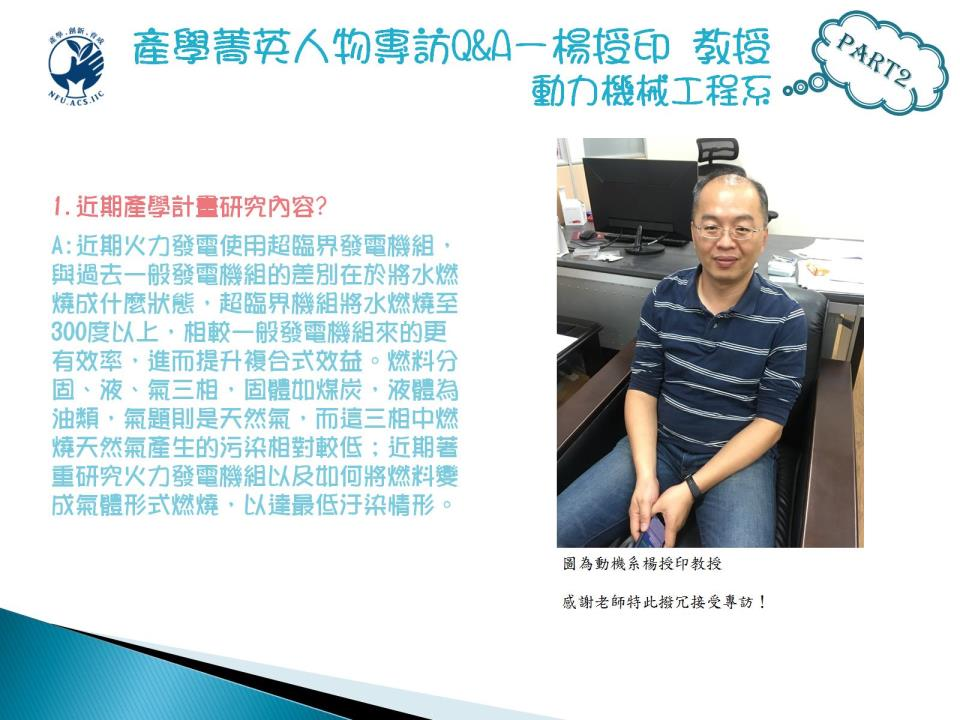 產學.創新.育成
NFU.ACS.IIC
產學菁英人物專訪Q&A－楊授印 教授
動力機械工程系
PART2
1.近期產學計畫研究內容?
A:近期火力發電使用超臨界發電機組，
與過去一般發電機組的差別在於將水燃
燒成什麼狀態，超臨界機組將水燃燒至
300度以上，相較一般發電機組來的更
有效率，進而提升複合式效益。燃料分
固、液、氣三相，固體如煤炭，液體為
油類，氣題則是天然氣，而這三相中燃
燒天然氣產生的污染相對較低；近期著
重研究火力發電機組以及如何將燃料變
成氣體形式燃燒，以達最低汙染情形。
圖為動機系楊授印教授
感謝老師特此撥冗接受專訪！